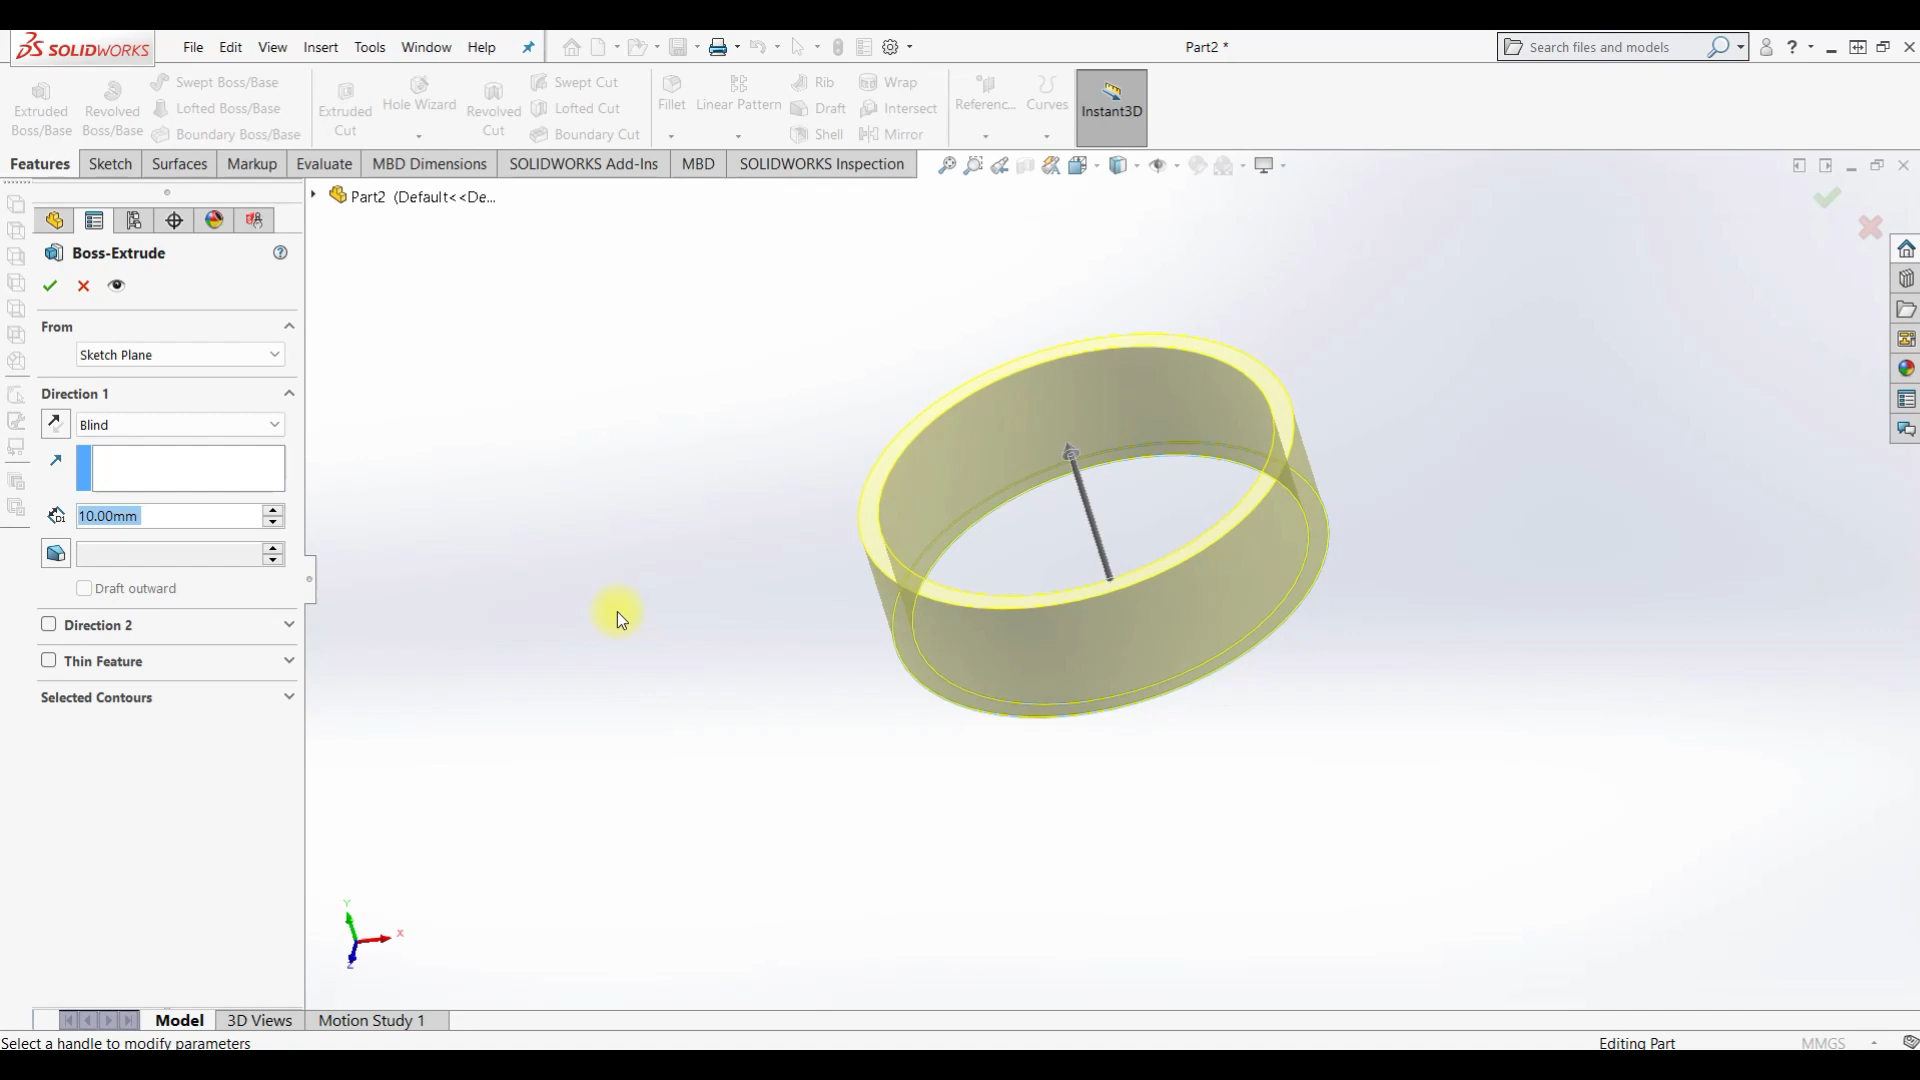 SOLIDWORKS File Edit View Insert Tools Window Help Part2 * Search files and models ?
Extruded Boss/Base
Revolved Boss/Base
Swept Boss/Base
Lofted Boss/Base
Boundary Boss/Base
Extruded Cut
Hole Wizard
Revolved Cut
Swept Cut
Lofted Cut
Boundary Cut
Fillet
Linear Pattern
Rib
Draft
Shell
Wrap
Intersect
Mirror
Referenc...
Curves
Instant3D
Features Sketch Surfaces Markup Evaluate MBD Dimensions SOLIDWORKS Add-Ins MBD SOLIDWORKS Inspection
Part2 (Default<<De...
Boss-Extrude ?
From
Sketch Plane
Direction 1
Blind
D1 10.00mm
Draft outward
Direction 2
Thin Feature
Selected Contours
Y
X
Z
Model 3D Views Motion Study 1
Select a handle to modify parameters Editing Part MMGS